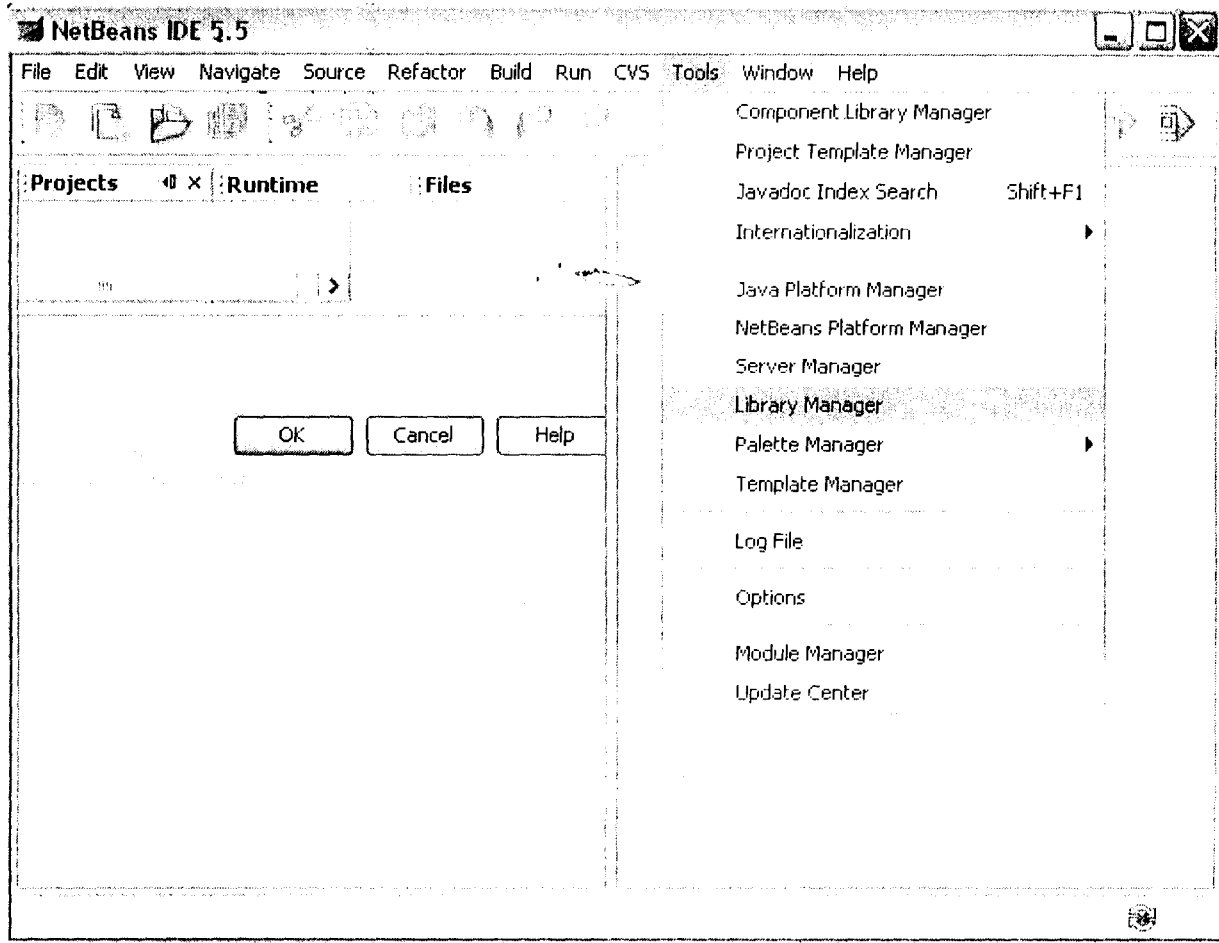 NetBeans IDE 5.5
File Edit View Navigate Source Refactor Build Run CVS Tools Window Help
Projects Runtime Files
Component Library Manager
Project Template Manager
Javadoc Index Search Shift+F1
Internationalization
Java Platform Manager
NetBeans Platform Manager
Server Manager
Library Manager
Palette Manager
Template Manager
Log File
Options
Module Manager
Update Center
OK Cancel Help